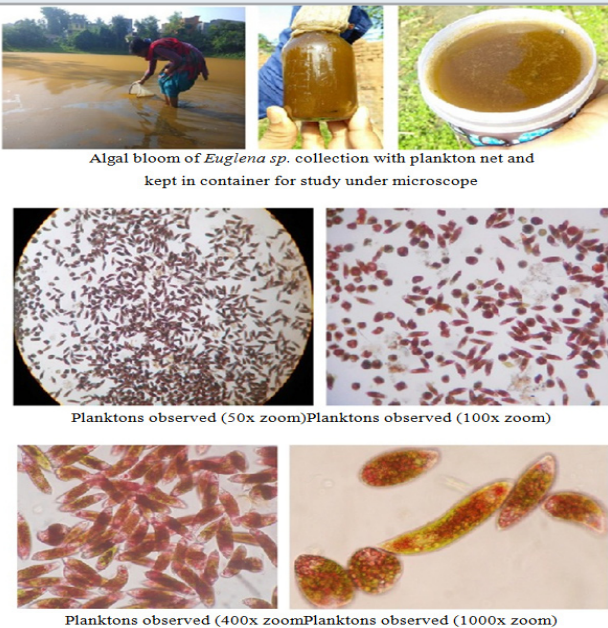 Algal bloom of Euglena sp. collection with plankton net and
kept in container for study under microscope
Planktons observed (50x zoom)Planktons observed (100x zoom)
Planktons observed (400x zoomPlanktons observed (1000x zoom)